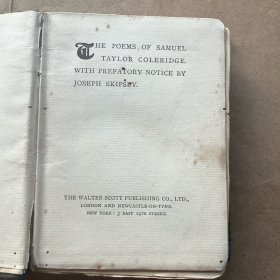 THE POEMS OF SAMUEL
TAYLOR COLERIDGE.
WITH PREFATORY NOTICE BY
JOSEPH SKIPSEY.
THE WALTER SCOTT PUBLISHING CO., LTD.,
LONDON AND NEWCASTLE-ON-TYNE.
NEW YORK: 3 EAST 14TH STREET.